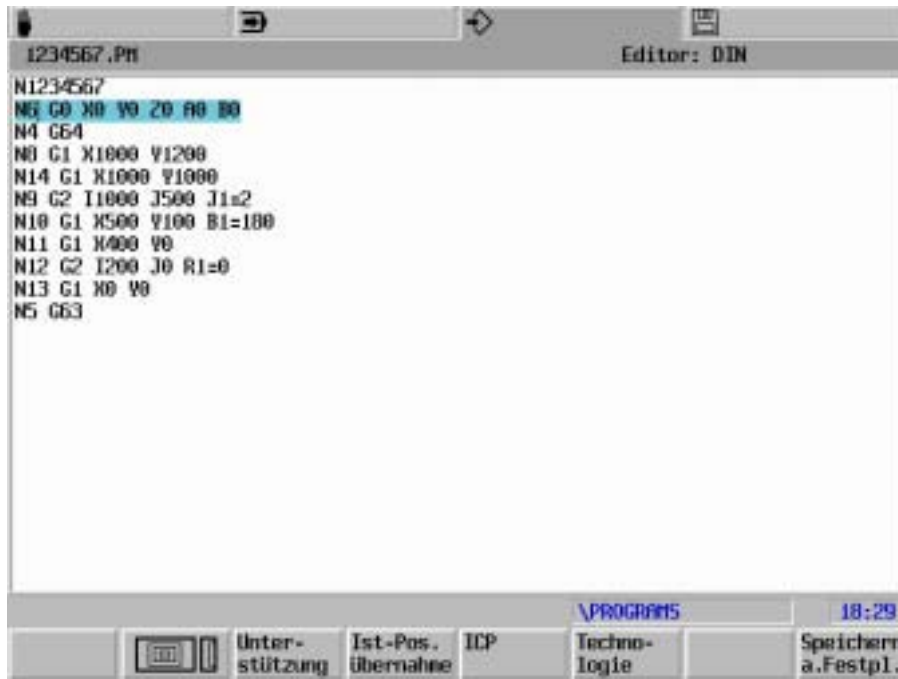 1234567.PM Editor: DIN
N1234567
N6 G0 X0 Y0 Z0 A0 B0
N4 G64
N8 G1 X1000 Y1200
N14 G1 X1000 Y1000
N9 G2 I1000 J500 J1=2
N10 G1 X500 Y100 B1=180
N11 G1 X400 Y0
N12 G2 I200 J0 R1=0
N13 G1 X0 Y0
N5 G63
\PROGRAMS 18:29
Unter- Ist-Pos. ICP Techno- Speichern
stützung übernahme logie a.Festpl.